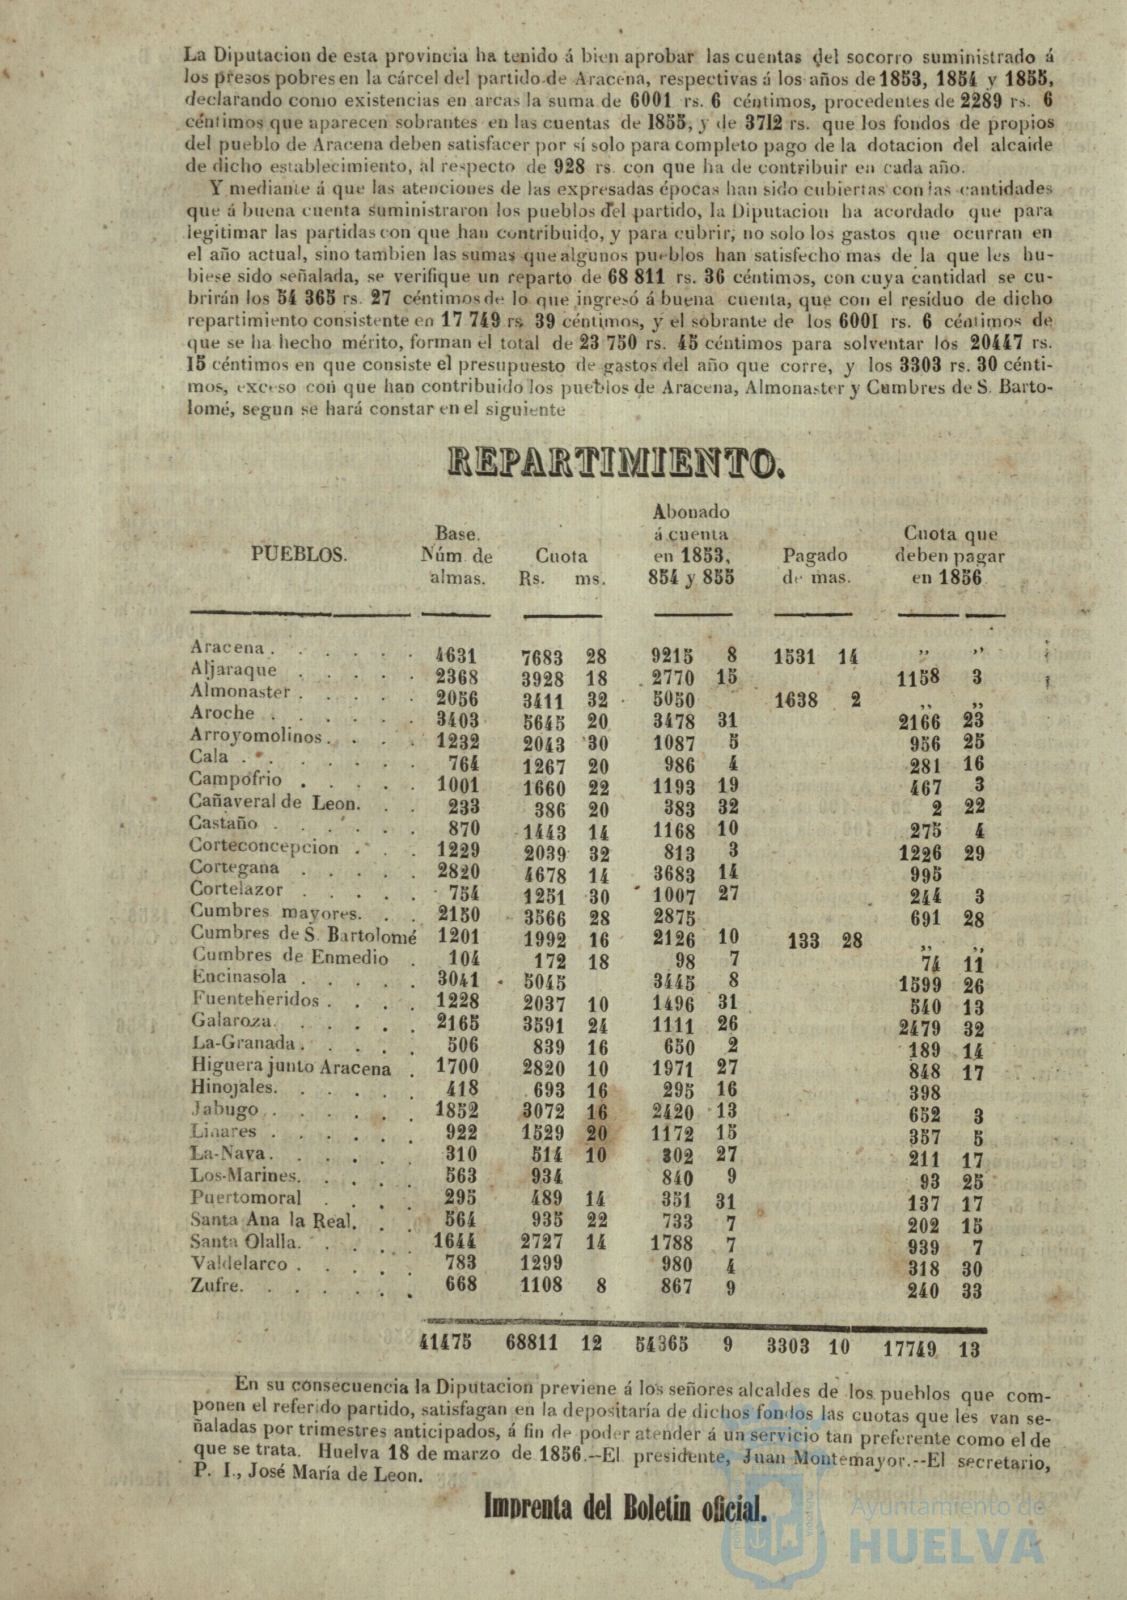 La Diputacion de esta provincia ha tenido á bien aprobar las cuentas del socorro suministrado á
los presos pobres en la cárcel del partido de Aracena, respectivas á los años de 1853, 1854 y 1855,
declarando como existencias en arcas la suma de 6001 rs. 6 céntimos, procedentes de 2289 rs. 6
céntimos que aparecen sobrantes en las cuentas de 1855, y de 3712 rs. que los fondos de propios
del pueblo de Aracena deben satisfacer por sí solo para completo pago de la dotacion del alcaide
de dicho establecimiento, al respecto de 928 rs. con que ha de contribuir en cada año.
Y mediante á que las atenciones de las expresadas épocas han sido cubiertas con las cantidades
que á buena cuenta suministraron los pueblos del partido, la Diputacion ha acordado que para
legitimar las partidas con que han contribuido, y para cubrir, no solo los gastos que ocurran en
el año actual, sino tambien las sumas que algunos pueblos han satisfecho mas de la que les hu-
biese sido señalada, se verifique un reparto de 68 811 rs. 36 céntimos, con cuya cantidad se cu-
brirán los 54 365 rs. 27 céntimos de lo que ingresó á buena cuenta, que con el residuo de dicho
repartimiento consistente en 17 749 rs. 39 céntimos, y el sobrante de los 6001 rs. 6 céntimos de
que se ha hecho mérito, forman el total de 23 750 rs. 45 céntimos para solventar los 20447 rs.
15 céntimos en que consiste el presupuesto de gastos del año que corre, y los 3303 rs. 30 cénti-
mos, exceso con que han contribuido los pueblos de Aracena, Almonaster y Cumbres de S. Barto-
lomé, segun se hará constar en el siguiente
REPARTIMIENTO.
PUEBLOS. Base. Núm. de almas. Cuota Rs. ms. Abonado á cuenta en 1853, 854 y 855 Pagado de mas. Cuota que deben pagar en 1856
Aracena . . . . . . 4631 7683 28 9215 8 1531 14 ,, ,,
Aljaraque . . . . . 2368 3928 18 2770 15 1158 3
Almonaster . . . . . 2056 3411 32 5050 1638 2 ,, ,,
Aroche . . . . . . 3403 5645 20 3478 31 2166 23
Arroyomolinos . . . . 1232 2043 30 1087 5 956 25
Cala . . . . . . . 764 1267 20 986 4 281 16
Campofrio . . . . . 1001 1660 22 1193 19 467 3
Cañaveral de Leon. . . 233 386 20 383 32 2 22
Castaño . . . . . . 870 1443 14 1168 10 275 4
Corteconcepcion . . . 1229 2039 32 813 3 1226 29
Cortegana . . . . . 2820 4678 14 3683 14 995
Cortelazor . . . . . 754 1251 30 1007 27 244 3
Cumbres mayores. . . 2150 3566 28 2875 691 28
Cumbres de S. Bartolomé 1201 1992 16 2126 10 133 28 ,, ,,
Cumbres de Enmedio . 104 172 18 98 7 74 11
Encinasola . . . . . 3041 5045 3445 8 1599 26
Fuenteheridos . . . . 1228 2037 10 1496 31 540 13
Galaroza. . . . . . 2165 3591 24 1111 26 2479 32
La-Granada . . . . . 506 839 16 650 2 189 14
Higuera junto Aracena . 1700 2820 10 1971 27 848 17
Hinojales. . . . . . 418 693 16 295 16 398
Jabugo . . . . . . 1852 3072 16 2420 13 652 3
Linares . . . . . . 922 1529 20 1172 15 357 5
La-Nava. . . . . . 310 514 10 302 27 211 17
Los-Marines. . . . . 563 934 840 9 93 25
Puertomoral . . . . 295 489 14 351 31 137 17
Santa Ana la Real. . . 564 935 22 733 7 202 15
Santa Olalla. . . . . 1644 2727 14 1788 7 939 7
Valdelarco . . . . . 783 1299 980 4 318 30
Zufre. . . . . . . 668 1108 8 867 9 240 33
41475 68811 12 54365 9 3303 10 17749 13
En su consecuencia la Diputacion previene á los señores alcaldes de los pueblos que com-
ponen el referido partido, satisfagan en la depositaría de dichos fondos las cuotas que les van se-
ñaladas por trimestres anticipados, á fin de poder atender á un servicio tan preferente como el de
que se trata. Huelva 18 de marzo de 1856.--El presidente, Juan Montemayor.--El secretario,
P. I., José María de Leon.
Imprenta del Boletin oficial.
Ayuntamiento de
HUELVA